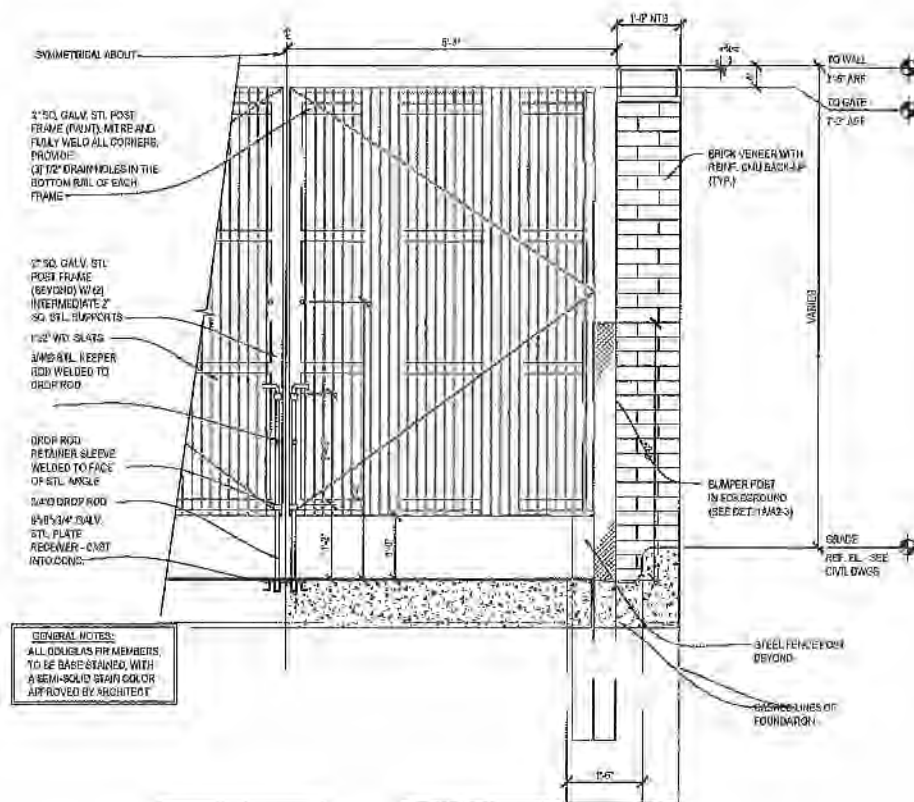 SYMMETRICAL ABOUT
1'-8" NTS
TO WALL
TO GATE
2" SQ. GALV. STL. POST
FRAME (PAINT). MITRE AND
FULLY WELD ALL CORNERS.
PROVIDE
(3) 1/2" DRAIN HOLES IN THE
BOTTOM RAIL OF EACH
FRAME
BRICK VENEER WITH
REINF. CMU BACK-UP
(TYP.)
2" SQ. GALV. STL.
POST FRAME
(BEYOND) W/ (2)
INTERMEDIATE 2"
SQ. STL. SUPPORTS
WD. SLATS
STL. KEEPER
ROD WELDED TO
DROP ROD
VARIES
DROP ROD
RETAINER SLEEVE
WELDED TO FACE
OF STL. ANGLE
DROP ROD
GALV.
STL. PLATE
RECEIVER - CAST
INTO CONC.
BUMPER POST
IN FOREGROUND
GRADE
REF. EL. - SEE
CIVIL DWGS
GENERAL NOTES:
ALL DOUGLAS FIR MEMBERS,
TO BE BASE STAINED, WITH
A SEMI-SOLID STAIN COLOR
APPROVED BY ARCHITECT
STEEL FENCE POST
BEYOND
DASHED LINES OF
FOUNDATION
1'-6"